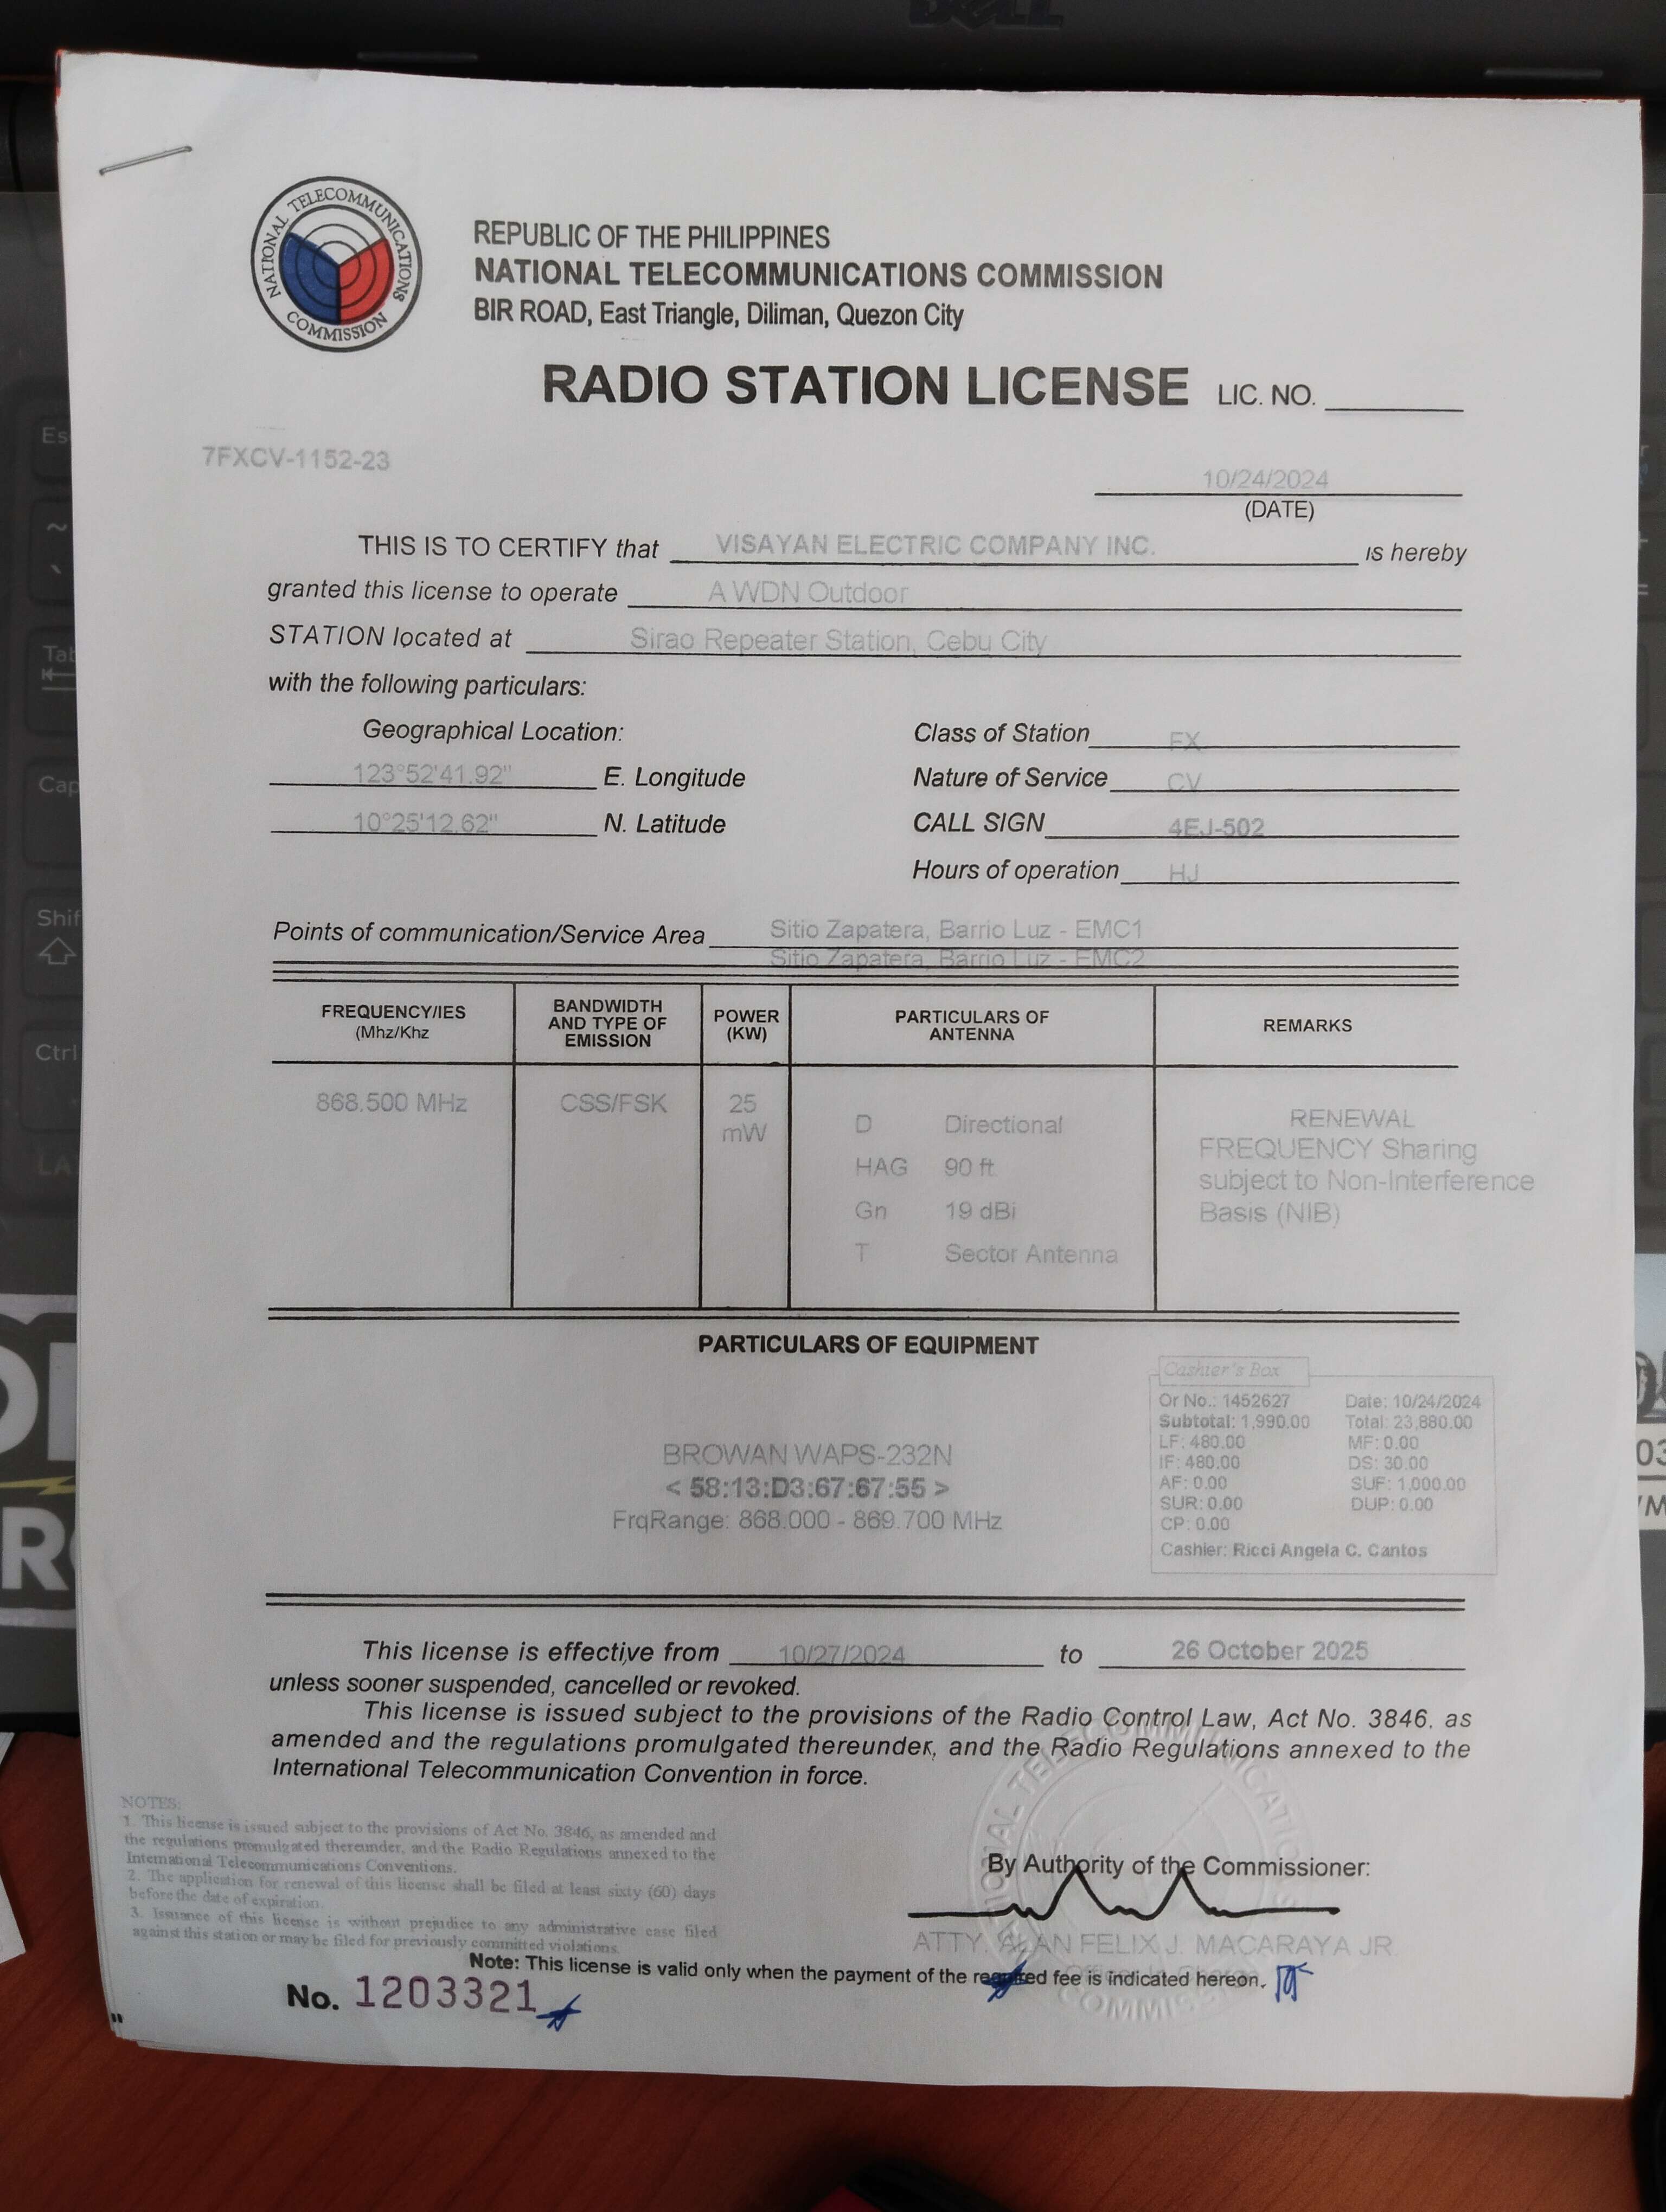 DELL
NATIONAL TELECOMMUNICATIONS COMMISSION
REPUBLIC OF THE PHILIPPINES
NATIONAL TELECOMMUNICATIONS COMMISSION
BIR ROAD, East Triangle, Diliman, Quezon City
RADIO STATION LICENSE LIC. NO.
7FXCV-1152-23
10/24/2024
(DATE)
THIS IS TO CERTIFY that VISAYAN ELECTRIC COMPANY INC. is hereby
granted this license to operate A WDN Outdoor
STATION located at Sirao Repeater Station, Cebu City
with the following particulars:
Geographical Location: Class of Station FX
123°52'41.92" E. Longitude Nature of Service CV
10°25'12.62" N. Latitude CALL SIGN 4EJ-502
Hours of operation HJ
Points of communication/Service Area Sitio Zapatera, Barrio Luz - EMC1
Sitio Zapatera, Barrio Luz - EMC2
FREQUENCY/IES (Mhz/Khz BANDWIDTH AND TYPE OF EMISSION POWER (KW) PARTICULARS OF ANTENNA REMARKS
868.500 MHz CSS/FSK 25 mW
D Directional
HAG 90 ft
Gn 19 dBi
T Sector Antenna
RENEWAL
FREQUENCY Sharing
subject to Non-Interference
Basis (NIB)
PARTICULARS OF EQUIPMENT
BROWAN WAPS-232N
< 58:13:D3:67:67:55 >
FrqRange: 868.000 - 869.700 MHz
Cashier's Box
Or No.: 1452627 Date: 10/24/2024
Subtotal: 1,990.00 Total: 23,880.00
LF: 480.00 MF: 0.00
IF: 480.00 DS: 30.00
AF: 0.00 SUF: 1,000.00
SUR: 0.00 DUP: 0.00
CP: 0.00
Cashier: Ricci Angela C. Cantos
This license is effective from 10/27/2024 to 26 October 2025
unless sooner suspended, cancelled or revoked.
This license is issued subject to the provisions of the Radio Control Law, Act No. 3846, as
amended and the regulations promulgated thereunder, and the Radio Regulations annexed to the
International Telecommunication Convention in force.
NOTES:
1. This license is issued subject to the provisions of Act No. 3846, as amended and
the regulations promulgated thereunder, and the Radio Regulations annexed to the
International Telecommunications Conventions.
2. The application for renewal of this license shall be filed at least sixty (60) days
before the date of expiration.
3. Issuance of this license is without prejudice to any administrative case filed
against this station or may be filed for previously committed violations.
By Authority of the Commissioner:
ATTY. ALAN FELIX J. MACARAYA JR.
Note: This license is valid only when the payment of the required fee is indicated hereon.
No. 1203321